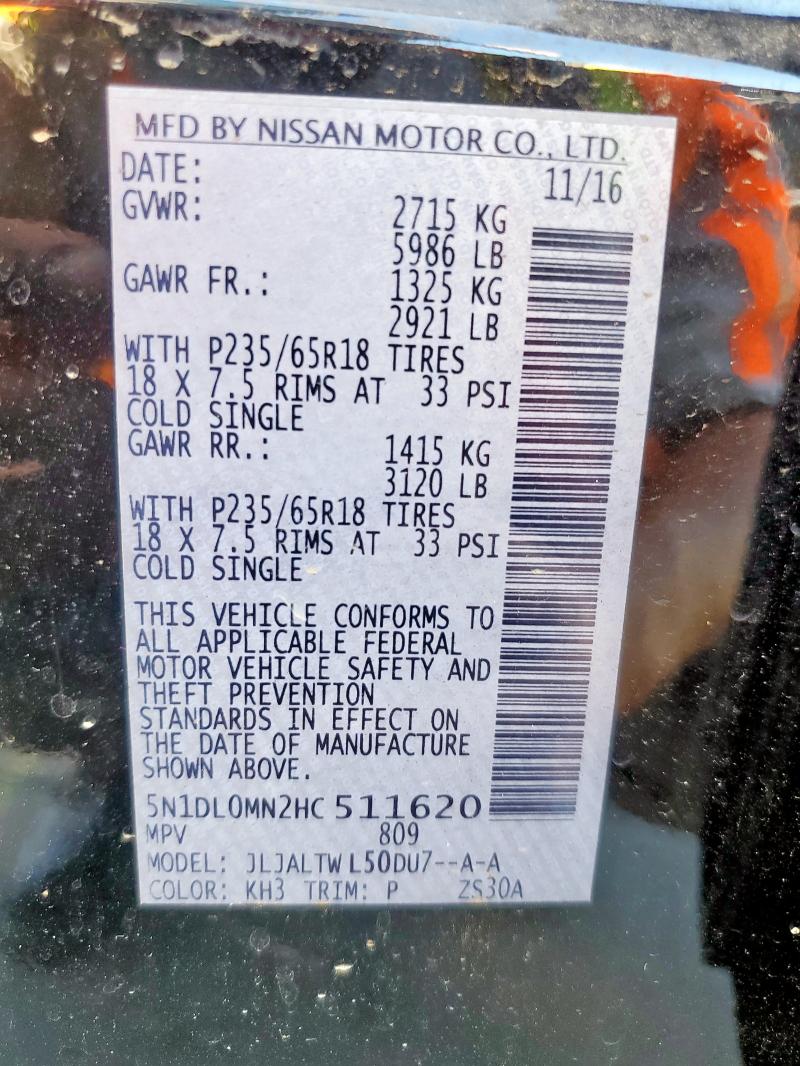 MFD BY NISSAN MOTOR CO., LTD.
DATE: 11/16
GVWR: 2715 KG
5986 LB
GAWR FR.: 1325 KG
2921 LB
WITH P235/65R18 TIRES
18 X 7.5 RIMS AT 33 PSI
COLD SINGLE
GAWR RR.: 1415 KG
3120 LB
WITH P235/65R18 TIRES
18 X 7.5 RIMS AT 33 PSI
COLD SINGLE
THIS VEHICLE CONFORMS TO
ALL APPLICABLE FEDERAL
MOTOR VEHICLE SAFETY AND
THEFT PREVENTION
STANDARDS IN EFFECT ON
THE DATE OF MANUFACTURE
SHOWN ABOVE.
5N1DL0MN2HC 511620
MPV 809
MODEL: JLJALTW L50DU7--A-A
COLOR: KH3 TRIM: P ZS30A